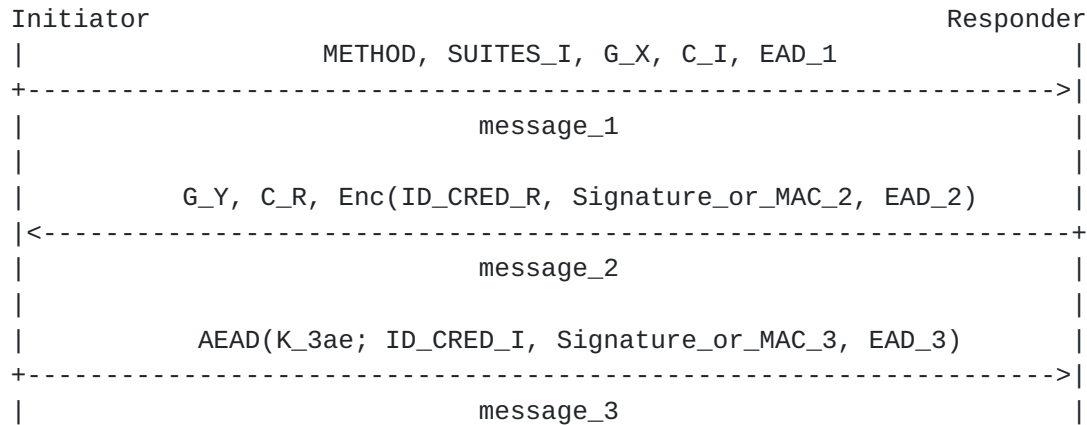 Initiator                                                   Responder
|                   METHOD, SUITES_I, G_X, C_I, EAD_1               |
+------------------------------------------------------------------>|
|                             message_1                             |
|                                                                   |
|          G_Y, C_R, Enc(ID_CRED_R, Signature_or_MAC_2, EAD_2)      |
|<------------------------------------------------------------------+
|                             message_2                             |
|                                                                   |
|           AEAD(K_3ae; ID_CRED_I, Signature_or_MAC_3, EAD_3)       |
+------------------------------------------------------------------>|
|                             message_3                             |